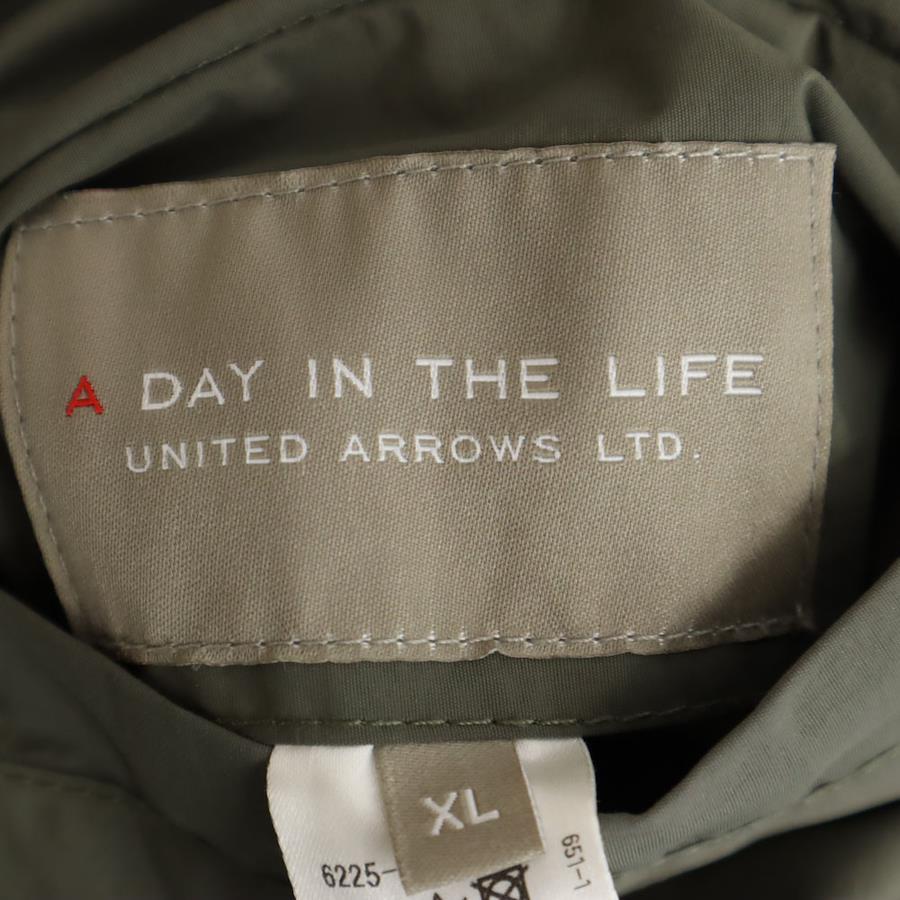 A DAY IN THE LIFE
UNITED ARROWS LTD.
XL
6225-
651-1